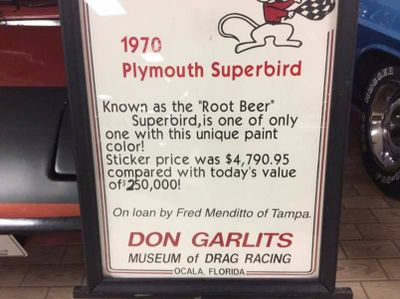 1970
Plymouth Superbird
Known as the "Root Beer"
Superbird, is one of only
one with this unique paint
color!
Sticker price was $4,790.95
compared with today's value
of $250,000!
On loan by Fred Menditto of Tampa.
DON GARLITS
MUSEUM of DRAG RACING
OCALA, FLORIDA